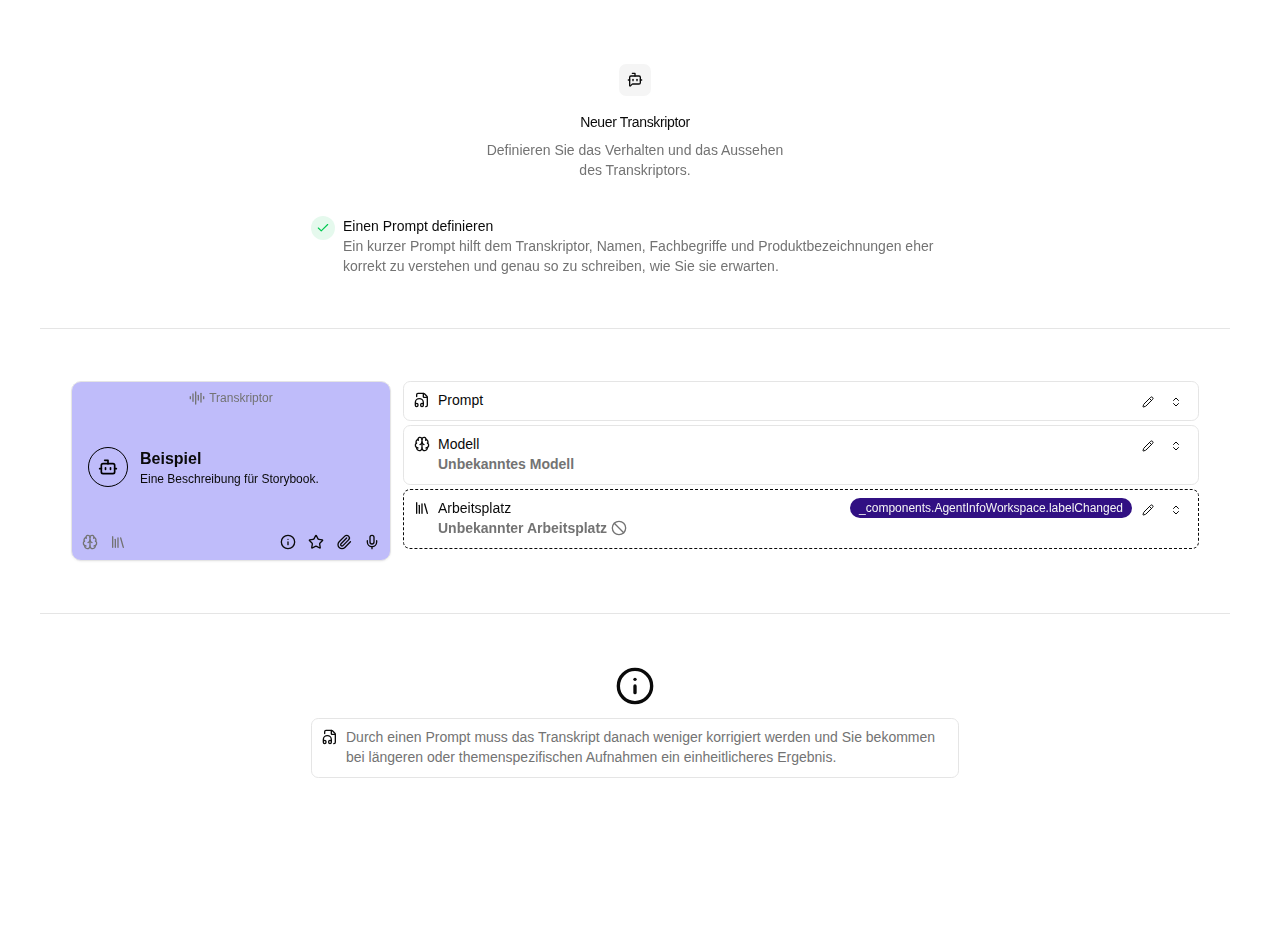 Neuer Transkriptor
Definieren Sie das Verhalten und das Aussehen
des Transkriptors.
Einen Prompt definieren
Ein kurzer Prompt hilft dem Transkriptor, Namen, Fachbegriffe und Produktbezeichnungen eher
korrekt zu verstehen und genau so zu schreiben, wie Sie sie erwarten.
Transkriptor
Beispiel
Eine Beschreibung für Storybook.
Prompt
Modell
Unbekanntes Modell
Arbeitsplatz
_components.AgentInfoWorkspace.labelChanged
Unbekannter Arbeitsplatz
Durch einen Prompt muss das Transkript danach weniger korrigiert werden und Sie bekommen
bei längeren oder themenspezifischen Aufnahmen ein einheitlicheres Ergebnis.